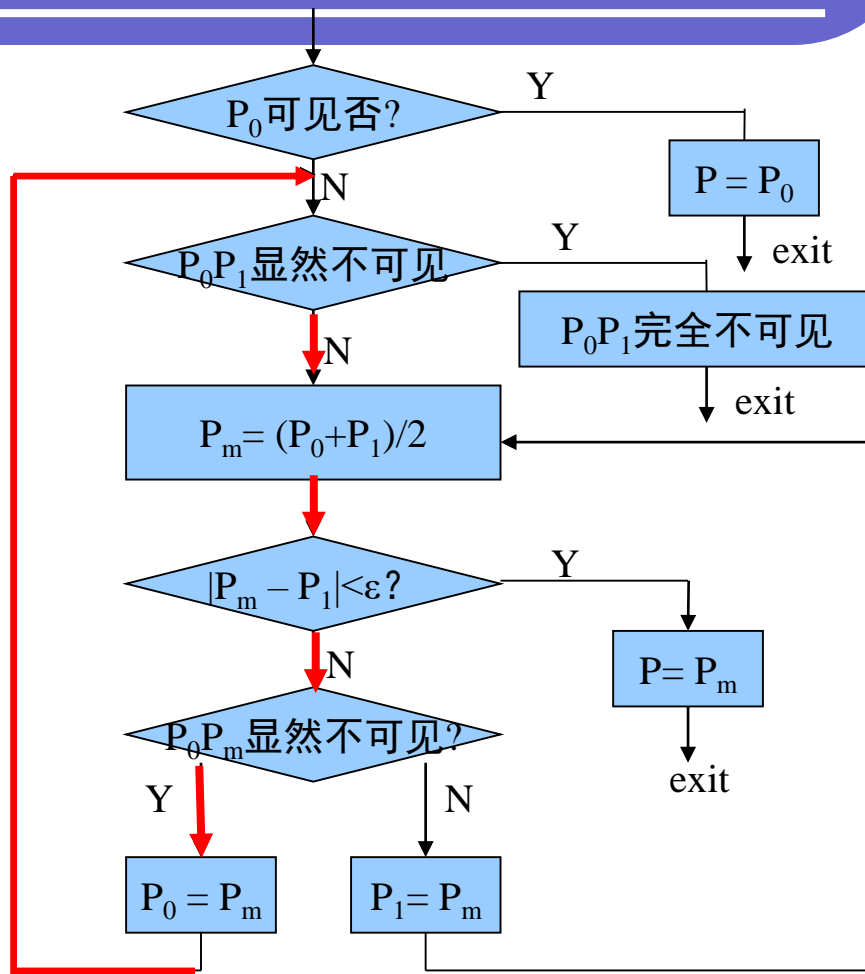 P₀可见否?
Y
P = P₀
exit
N
P₀P₁显然不可见
Y
P₀P₁完全不可见
exit
N
Pₘ= (P₀+P₁)/2
|Pₘ – P₁|<ε?
Y
P= Pₘ
exit
N
P₀Pₘ显然不可见?
Y
N
P₀ = Pₘ
P₁= Pₘ